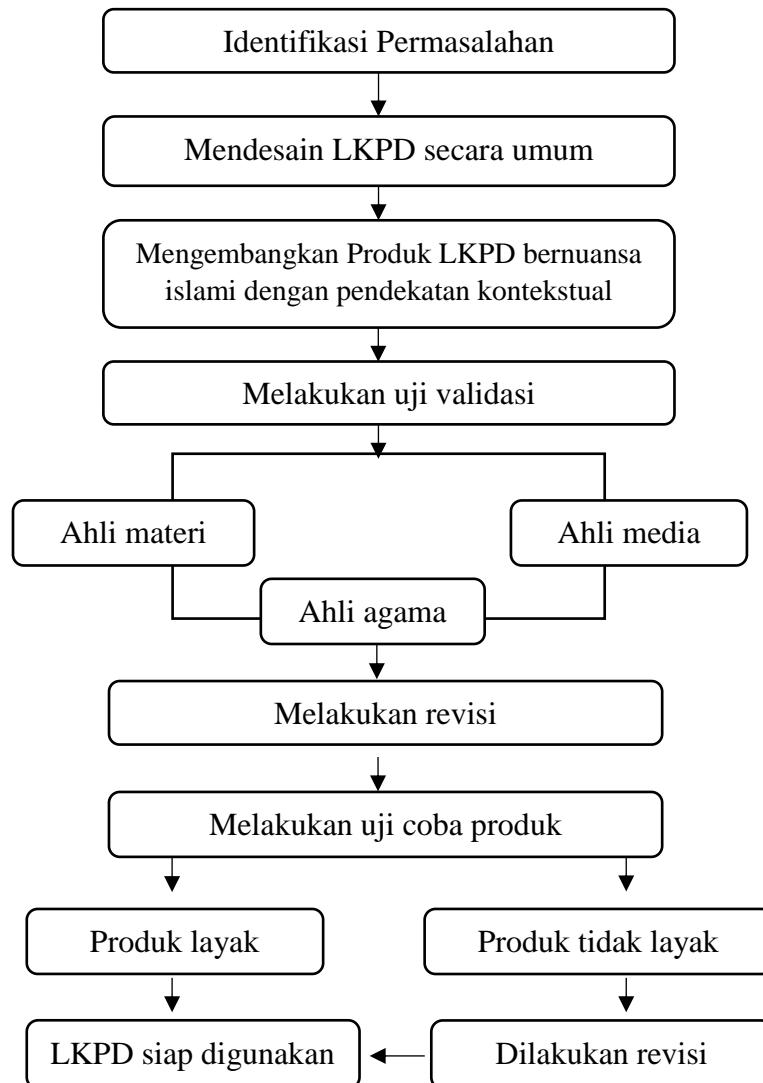 Identifikasi Permasalahan
Mendesain LKPD secara umum
Mengembangkan Produk LKPD bernuansa
islami dengan pendekatan kontekstual
Melakukan uji validasi
Ahli materi
Ahli media
Ahli agama
Melakukan revisi
Melakukan uji coba produk
Produk layak
Produk tidak layak
LKPD siap digunakan
Dilakukan revisi